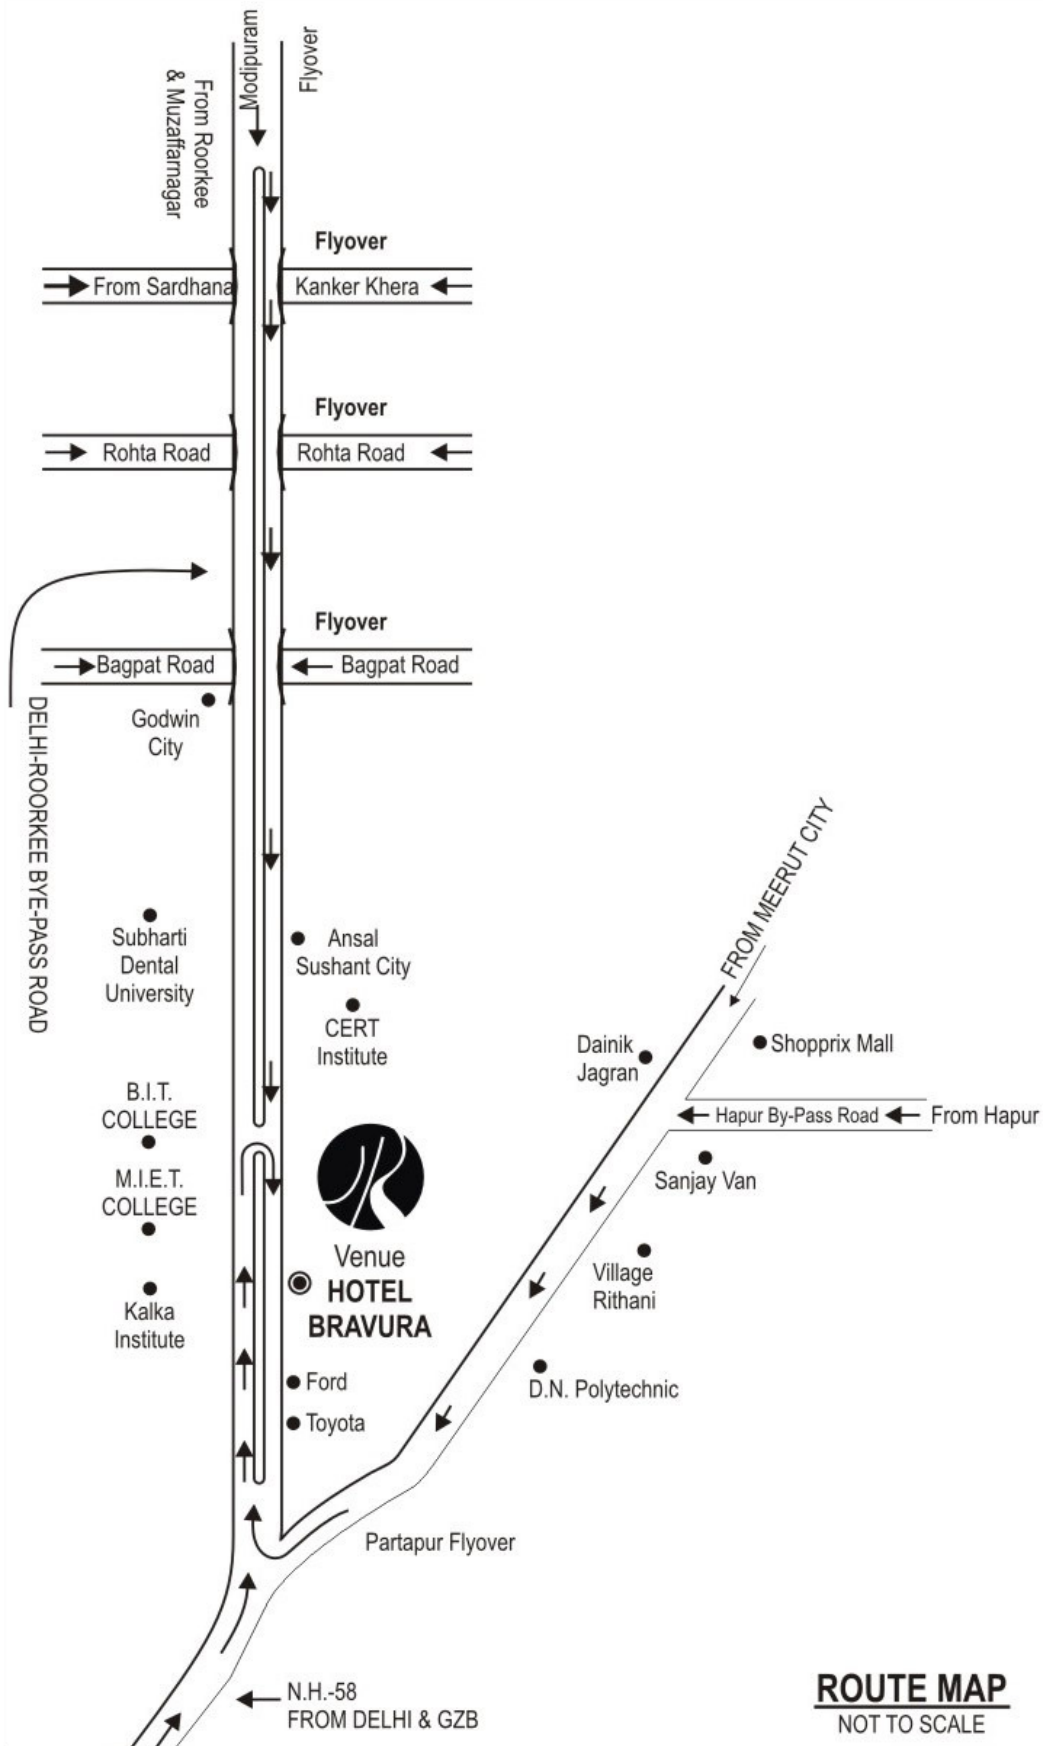 Modipuram
Flyover
From Roorkee
& Muzaffarnagar
Flyover
From Sardhana
Kanker Khera
Flyover
Rohta Road
Rohta Road
Flyover
Bagpat Road
Bagpat Road
Godwin
City
DELHI-ROORKEE BYE-PASS ROAD
Subharti
Dental
University
Ansal
Sushant City
CERT
Institute
FROM MEERUT CITY
Dainik
Jagran
Shopprix Mall
B.I.T.
COLLEGE
Hapur By-Pass Road
From Hapur
M.I.E.T.
COLLEGE
Sanjay Van
Venue
HOTEL
BRAVURA
Village
Rithani
Kalka
Institute
Ford
D.N. Polytechnic
Toyota
Partapur Flyover
N.H.-58
FROM DELHI & GZB
ROUTE MAP
NOT TO SCALE